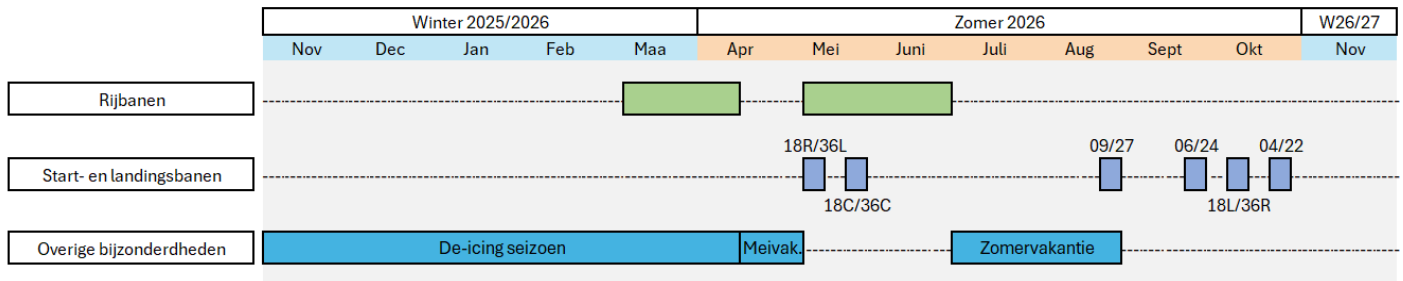 Winter 2025/2026 Zomer 2026 W26/27
Nov Dec Jan Feb Maa Apr Mei Juni Juli Aug Sept Okt Nov
Rijbanen
18R/36L 09/27 06/24 04/22
Start- en landingsbanen
18C/36C 18L/36R
Overige bijzonderdheden De-icing seizoen Meivak. Zomervakantie